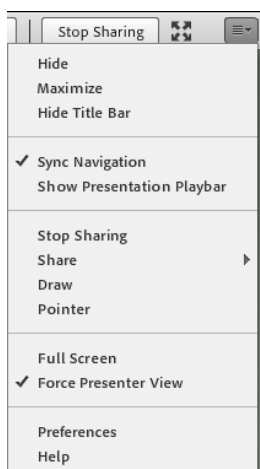 Stop Sharing
Hide
Maximize
Hide Title Bar
Sync Navigation
Show Presentation Playbar
Stop Sharing
Share
Draw
Pointer
Full Screen
Force Presenter View
Preferences
Help